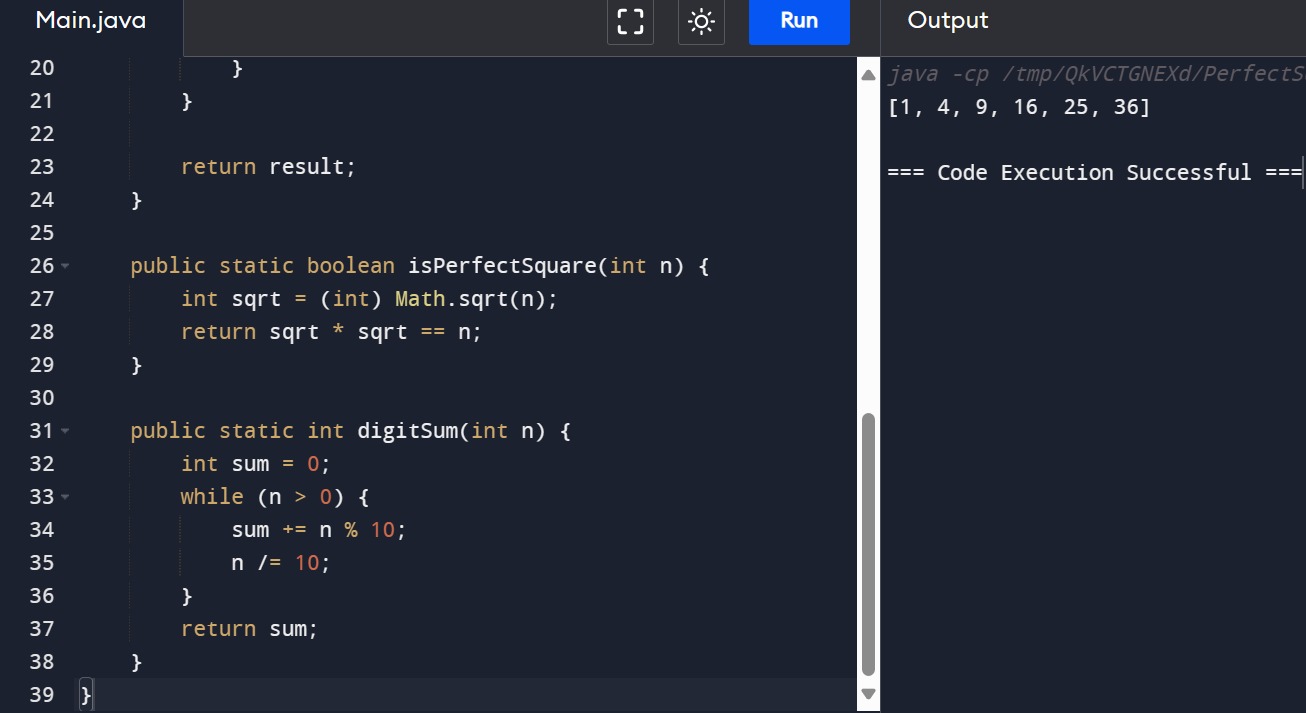 Main.java
Run
Output
20 }
21 }
22
23 return result;
24 }
25
26 public static boolean isPerfectSquare(int n) {
27 int sqrt = (int) Math.sqrt(n);
28 return sqrt * sqrt == n;
29 }
30
31 public static int digitSum(int n) {
32 int sum = 0;
33 while (n > 0) {
34 sum += n % 10;
35 n /= 10;
36 }
37 return sum;
38 }
39 }
java -cp /tmp/QkVCTGNEXd/PerfectS
[1, 4, 9, 16, 25, 36]
=== Code Execution Successful ===